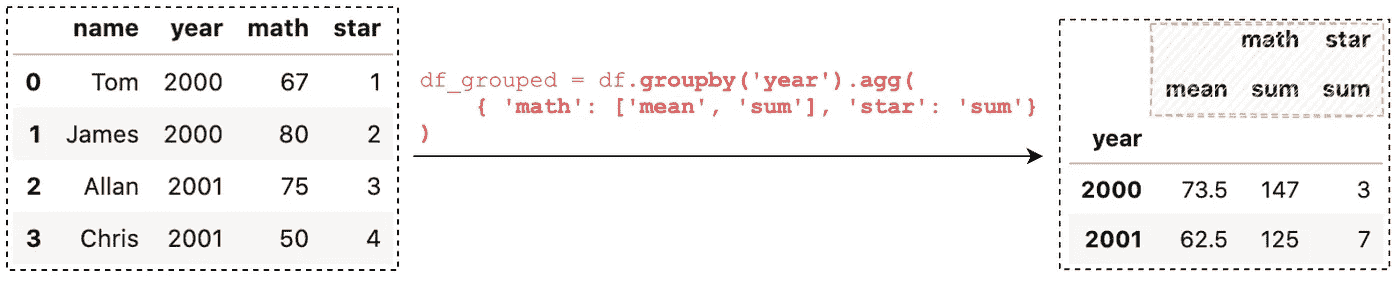 name year math star
0 Tom 2000 67 1
1 James 2000 80 2
2 Allan 2001 75 3
3 Chris 2001 50 4
df_grouped = df.groupby('year').agg(
{ 'math': ['mean', 'sum'], 'star': 'sum'}
)
math star
mean sum sum
year
2000 73.5 147 3
2001 62.5 125 7